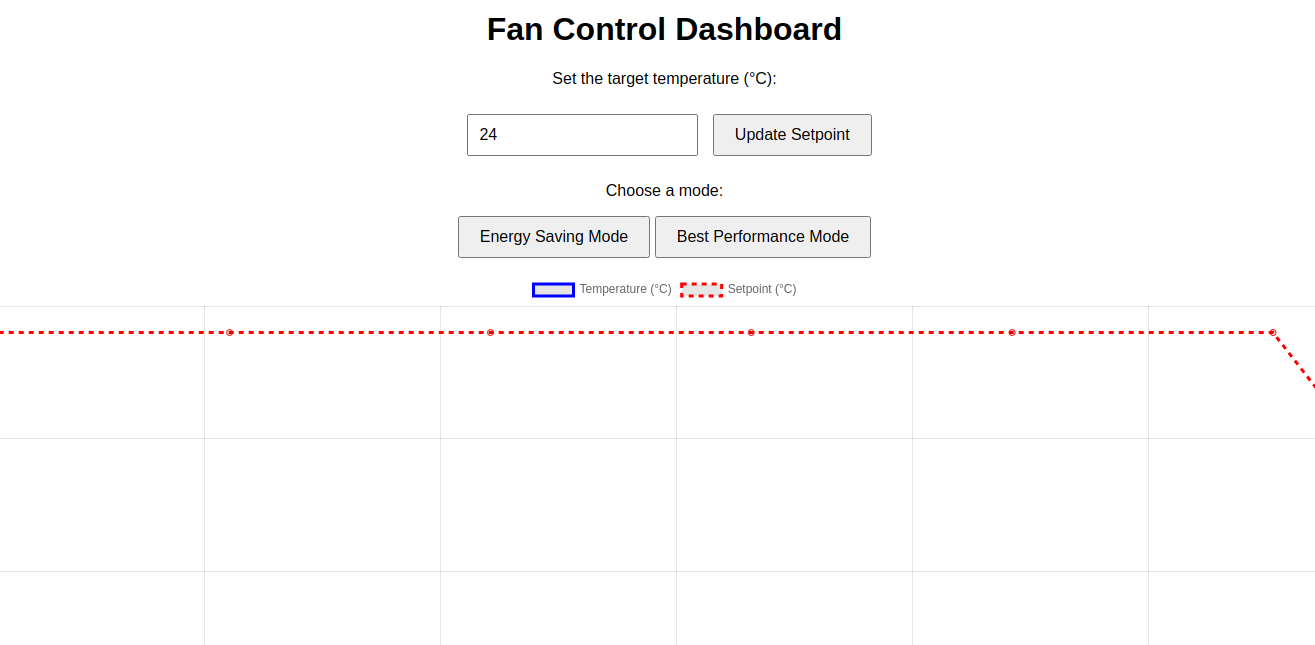 Fan Control Dashboard
Set the target temperature (°C):
24 Update Setpoint
Choose a mode:
Energy Saving Mode Best Performance Mode
Temperature (°C) Setpoint (°C)